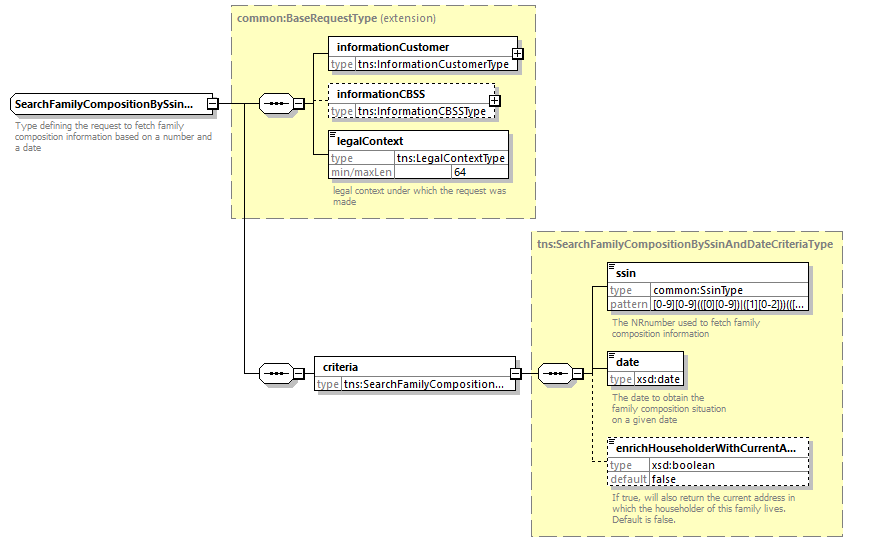 common:BaseRequestType (extension)
informationCustomer
type tns:InformationCustomerType
SearchFamilyCompositionBySsin...
Type defining the request to fetch family
composition information based on a number and
a date
informationCBSS
type tns:InformationCBSSType
legalContext
type tns:LegalContextType
min/maxLen 64
legal context under which the request was
made
tns:SearchFamilyCompositionBySsinAndDateCriteriaType
ssin
type common:SsinType
pattern [0-9][0-9](([0][0-9])|([1][0-2]))(([...
The NRnumber used to fetch family
composition information
criteria
type tns:SearchFamilyComposition...
date
type xsd:date
The date to obtain the
family composition situation
on a given date
enrichHouseholderWithCurrentA...
type xsd:boolean
default false
If true, will also return the current address in
which the householder of this family lives.
Default is false.